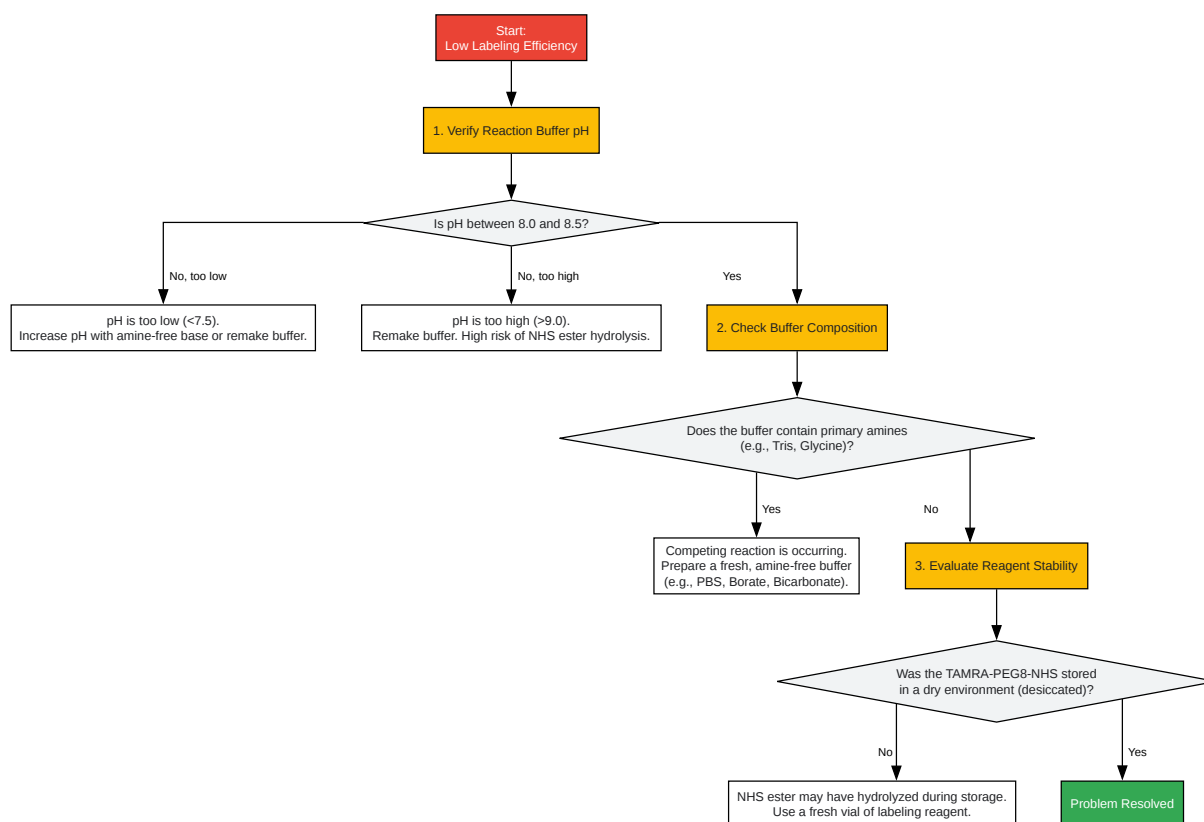 Start:
Low Labeling Efficiency
1. Verify Reaction Buffer pH
Is pH between 8.0 and 8.5?
No, too low
No, too high
Yes
pH is too low (<7.5).
Increase pH with amine-free base or remake buffer.
pH is too high (>9.0).
Remake buffer. High risk of NHS ester hydrolysis.
2. Check Buffer Composition
Does the buffer contain primary amines
(e.g., Tris, Glycine)?
Yes
No
Competing reaction is occurring.
Prepare a fresh, amine-free buffer
(e.g., PBS, Borate, Bicarbonate).
3. Evaluate Reagent Stability
Was the TAMRA-PEG8-NHS stored
in a dry environment (desiccated)?
No
Yes
NHS ester may have hydrolyzed during storage.
Use a fresh vial of labeling reagent.
Problem Resolved